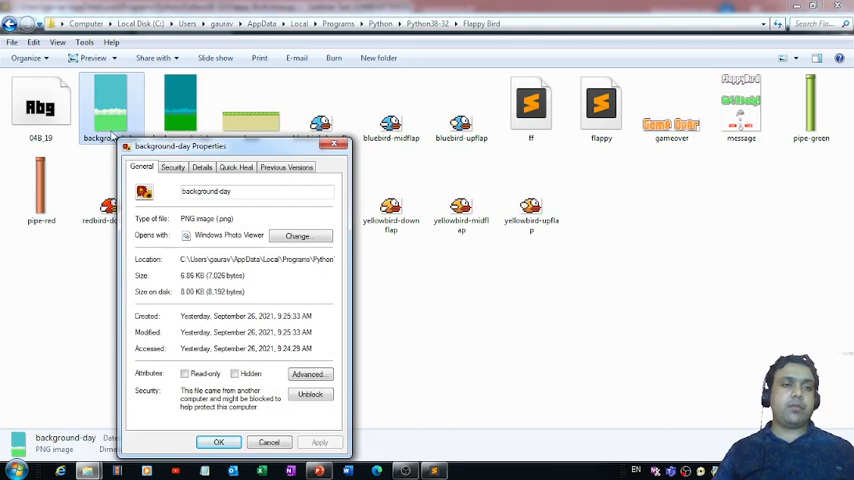 Computer ▸ Local Disk (C:) ▸ Users ▸ gaurav ▸ AppData ▸ Local ▸ Programs ▸ Python ▸ Python38-32 ▸ Flappy Bird
Search Fla...
File Edit View Tools Help
Organize Preview Share with Slide show Print E-mail Burn New folder
Abg
FlappyBird
Game Over
04B_19
bluebird-midflap
bluebird-upflap
ff
flappy
gameover
message
pipe-green
background-day Properties
General Security Details Quick Heal Previous Versions
background-day
Type of file: PNG image (.png)
Opens with: Windows Photo Viewer Change...
Location: C:\Users\gaurav\AppData\Local\Programs\Python
Size: 6.86 KB (7,026 bytes)
Size on disk: 8.00 KB (8,192 bytes)
Created: Yesterday, September 26, 2021, 9:25:33 AM
Modified: Yesterday, September 26, 2021, 9:25:33 AM
Accessed: Yesterday, September 26, 2021, 9:24:29 AM
Attributes: Read-only Hidden Advanced...
Security: This file came from another
computer and might be blocked to
help protect this computer.
Unblock
OK Cancel Apply
pipe-red
yellowbird-down
flap
yellowbird-midfl
ap
yellowbird-upfla
p
background-day
PNG image
EN